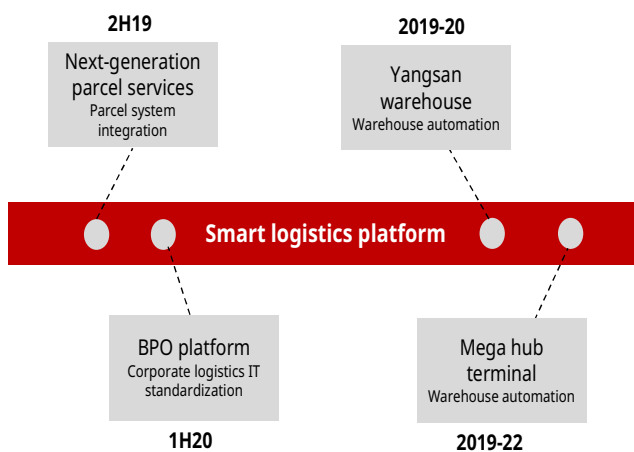 2H19
Next-generation
parcel services
Parcel system
integration
2019-20
Yangsan
warehouse
Warehouse automation
Smart logistics platform
BPO platform
Corporate logistics IT
standardization
1H20
Mega hub
terminal
Warehouse automation
2019-22